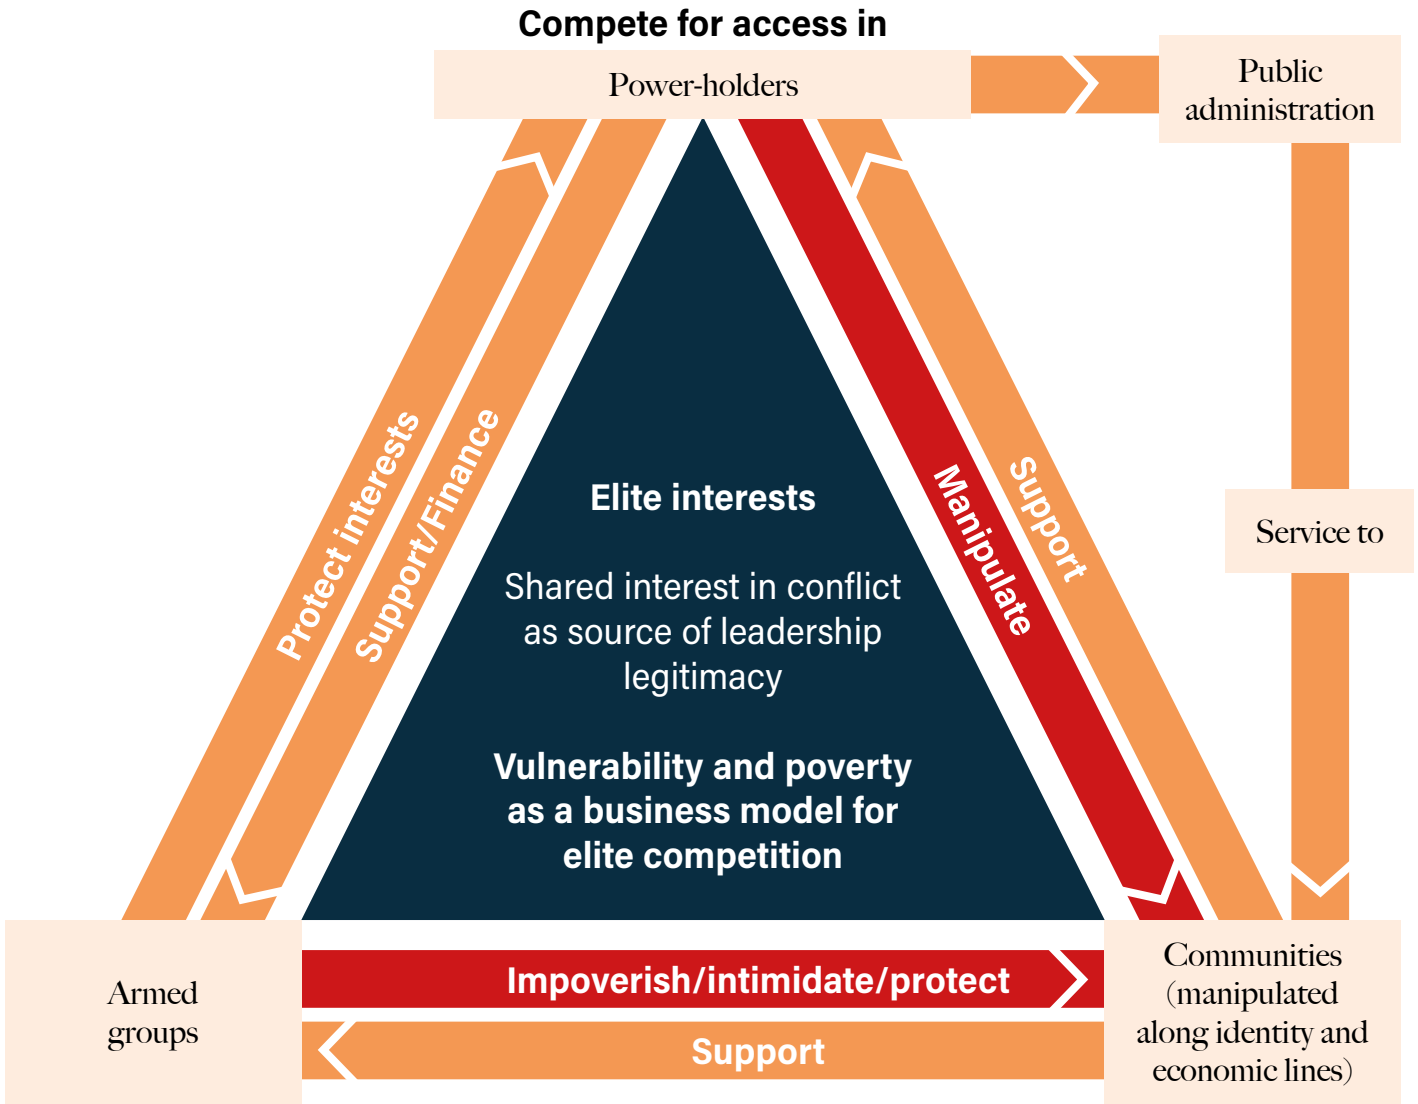 Compete for access in
Power-holders
Public
administration
Protect interests
Support/Finance
Manipulate
Support
Service to
Elite interests
Shared interest in conflict
as source of leadership
legitimacy
Vulnerability and poverty
as a business model for
elite competition
Armed
groups
Impoverish/intimidate/protect
Support
Communities
(manipulated
along identity and
economic lines)